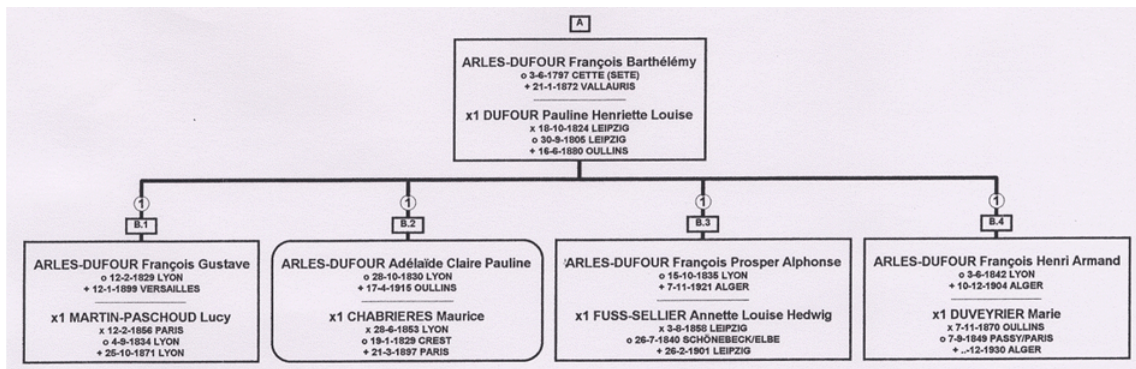 A
ARLES-DUFOUR François Barthélémy
o 3-6-1797 CETTE (SETE)
+ 21-1-1872 VALLAURIS
x1 DUFOUR Pauline Henriette Louise
x 18-10-1824 LEIPZIG
o 30-9-1805 LEIPZIG
+ 16-6-1880 OULLINS
1
B.1
ARLES-DUFOUR François Gustave
o 12-2-1829 LYON
+ 12-1-1899 VERSAILLES
x1 MARTIN-PASCHOUD Lucy
x 12-2-1856 PARIS
o 4-9-1834 LYON
+ 25-10-1871 LYON
1
B.2
ARLES-DUFOUR Adélaïde Claire Pauline
o 28-10-1830 LYON
+ 17-4-1915 OULLINS
x1 CHABRIERES Maurice
x 28-6-1853 LYON
o 19-1-1829 CREST
+ 21-3-1897 PARIS
1
B.3
ARLES-DUFOUR François Prosper Alphonse
o 15-10-1835 LYON
+ 7-11-1921 ALGER
x1 FUSS-SELLIER Annette Louise Hedwig
x 3-8-1858 LEIPZIG
o 26-7-1840 SCHÖNEBECK/ELBE
+ 26-2-1901 LEIPZIG
1
B.4
ARLES-DUFOUR François Henri Armand
o 3-6-1842 LYON
+ 10-12-1904 ALGER
x1 DUVEYRIER Marie
x 7-11-1870 OULLINS
o 7-9-1849 PASSY/PARIS
+ ..-12-1930 ALGER